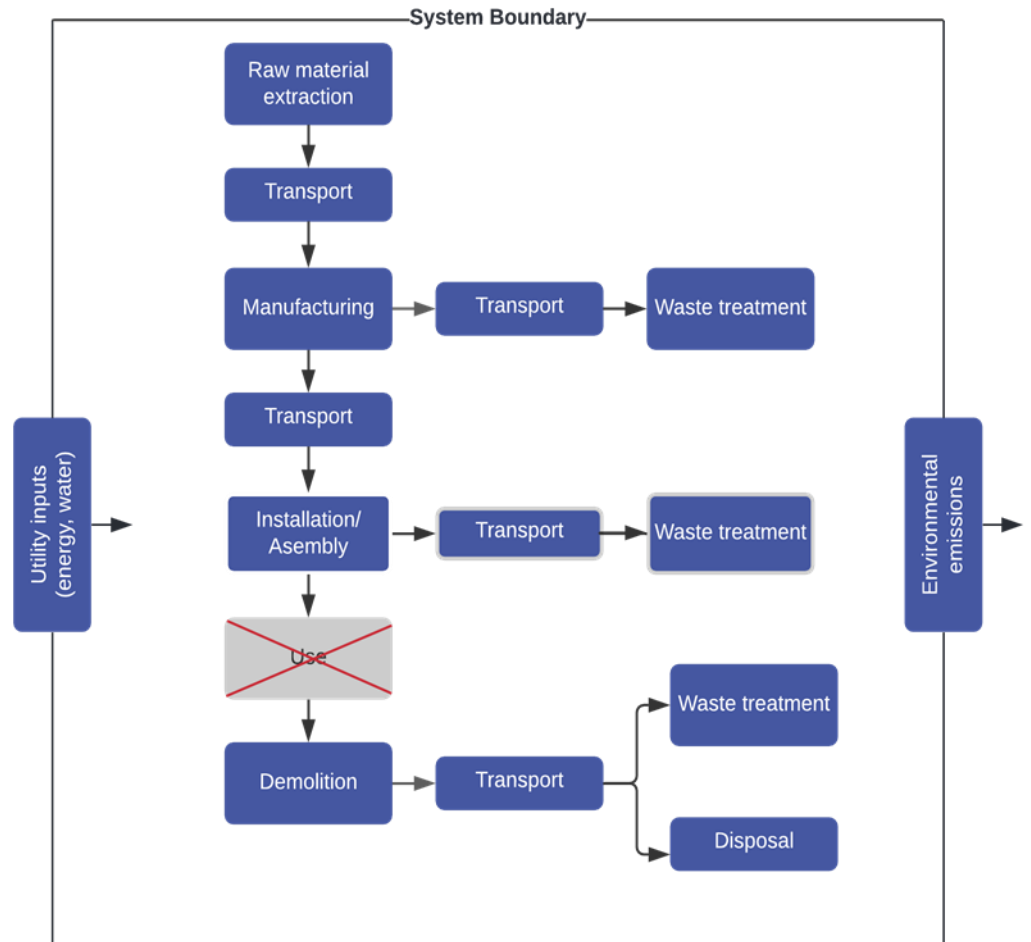 System Boundary
Raw material
extraction
Transport
Manufacturing
Transport
Waste treatment
Transport
Utility inputs
(energy, water)
Environmental
emissions
Installation/
Asembly
Transport
Waste treatment
Use
Demolition
Transport
Waste treatment
Disposal